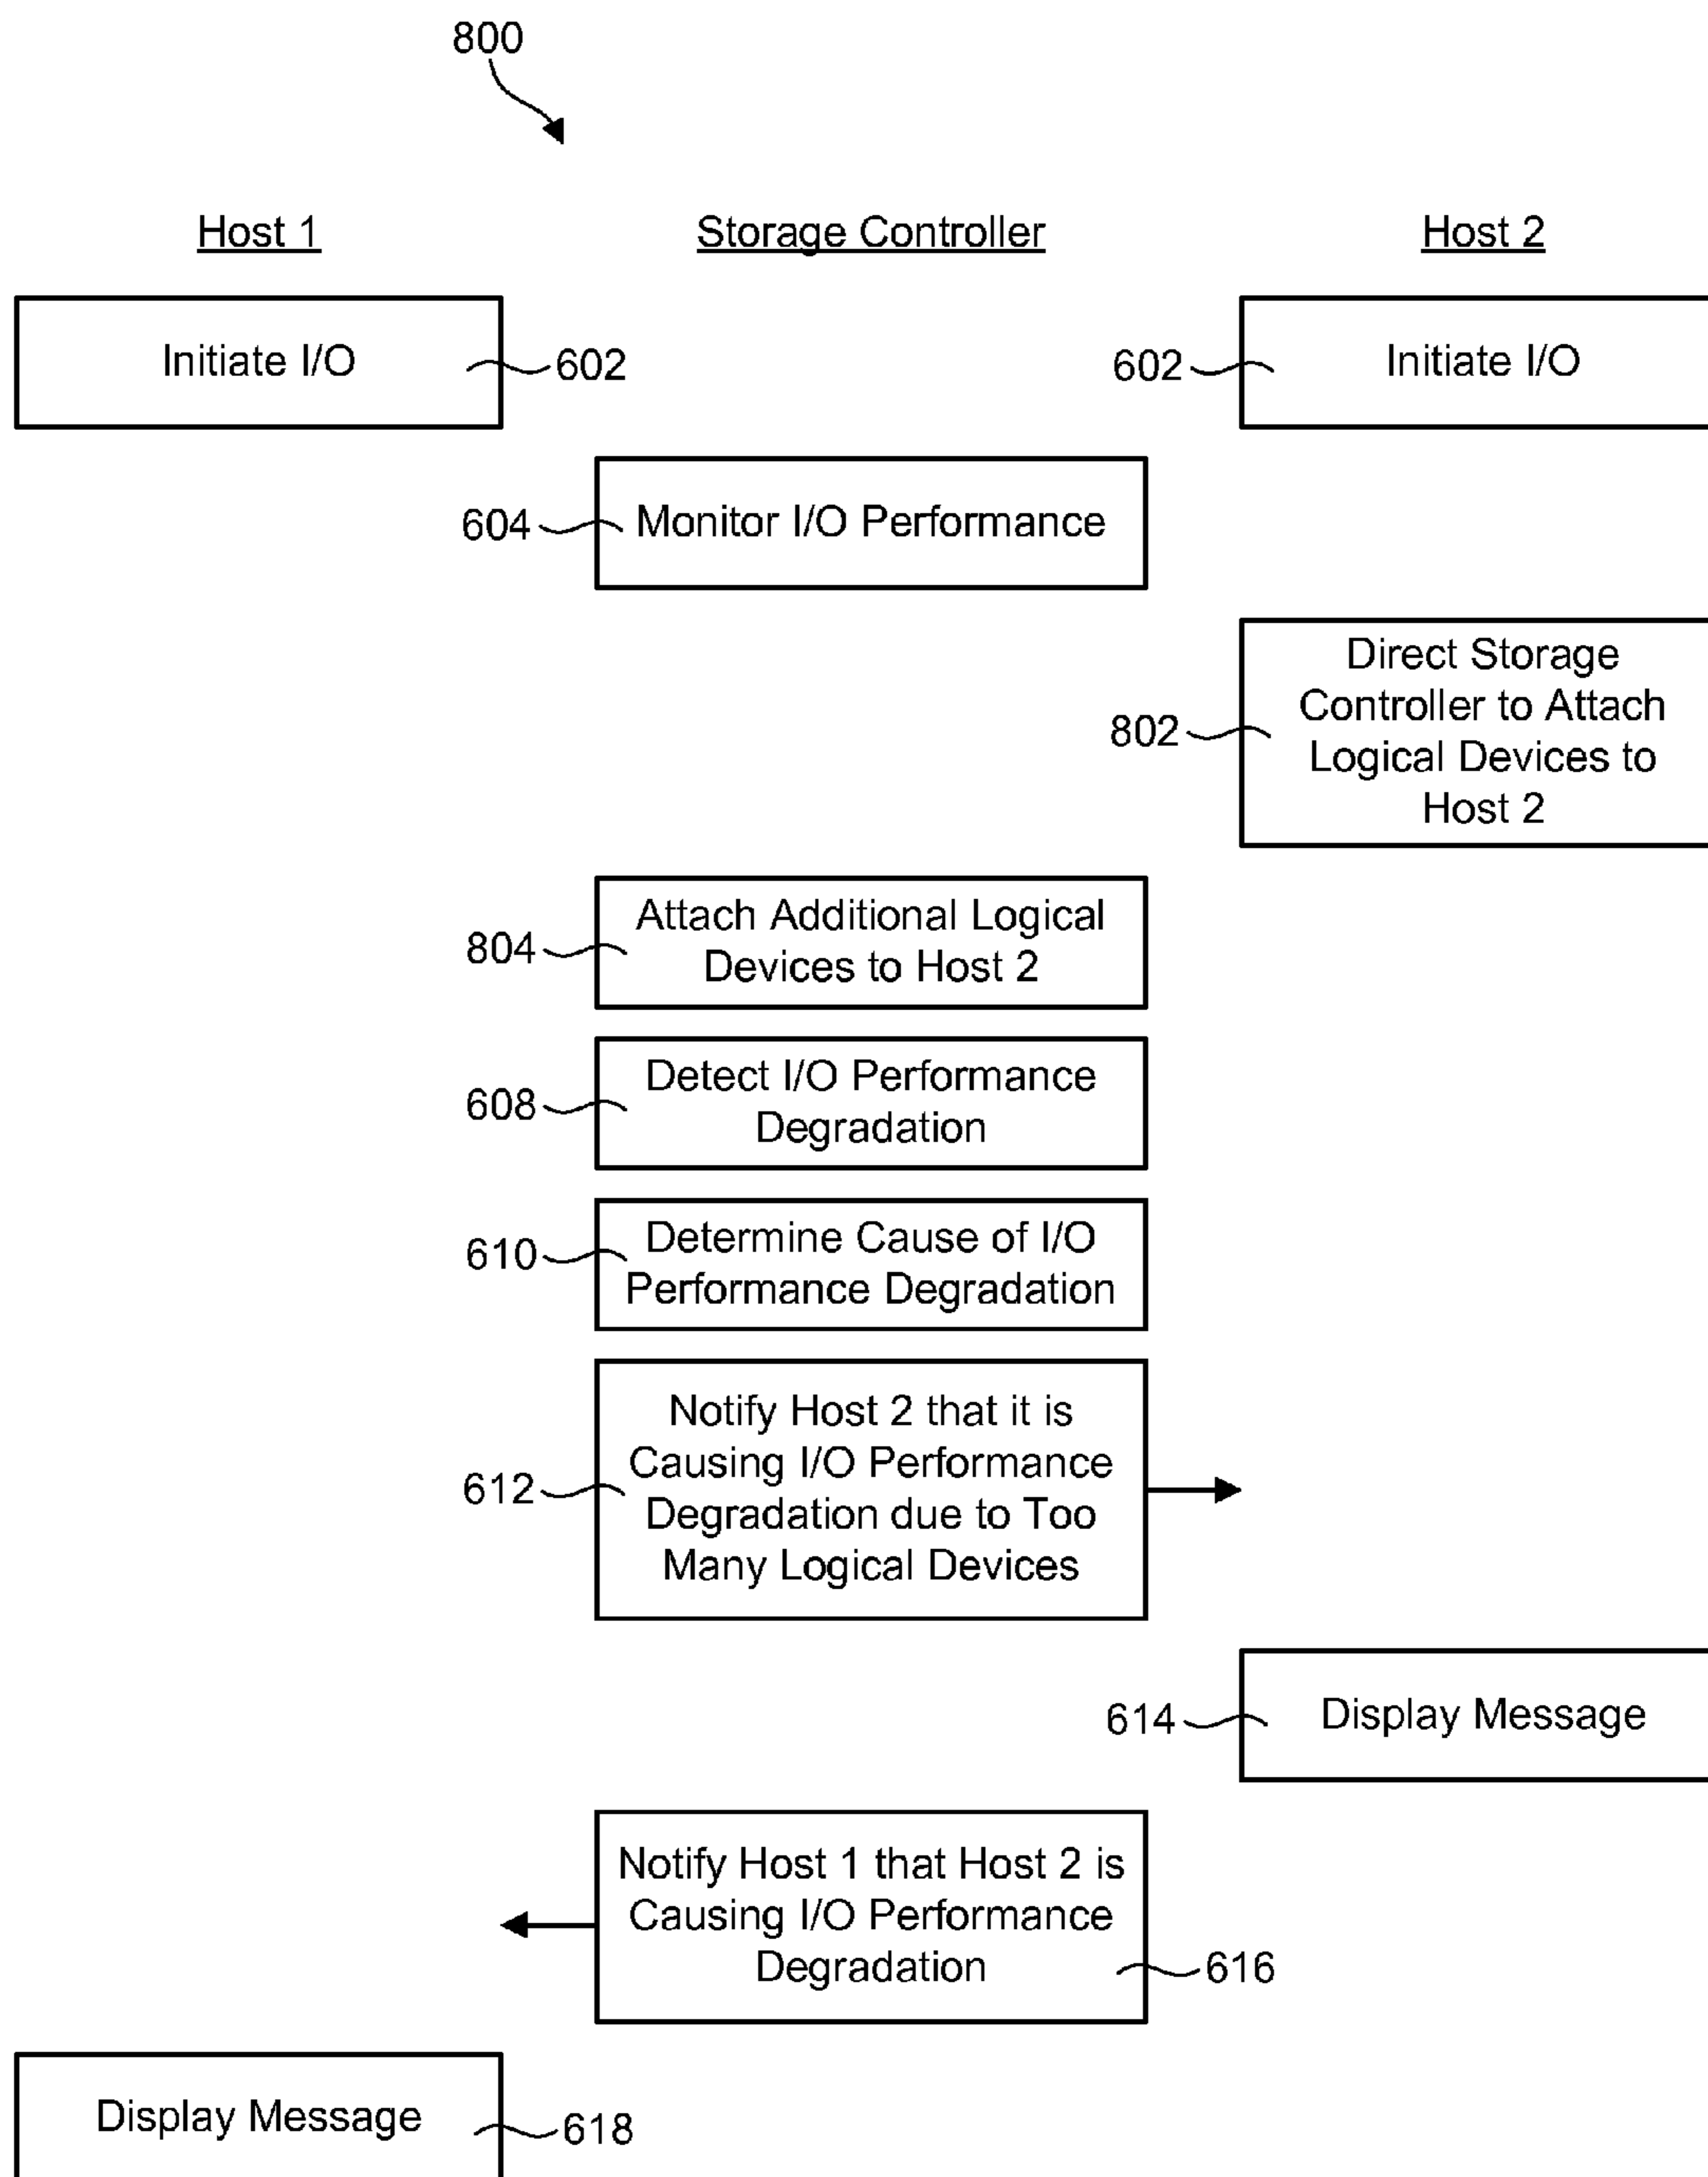 800
Host 1
Storage Controller
Host 2
Initiate I/O
602
602
Initiate I/O
604
Monitor I/O Performance
Direct Storage
Controller to Attach
Logical Devices to
Host 2
802
Attach Additional Logical
Devices to Host 2
804
Detect I/O Performance
Degradation
608
Determine Cause of I/O
Performance Degradation
610
Notify Host 2 that it is
Causing I/O Performance
Degradation due to Too
Many Logical Devices
612
614
Display Message
Notify Host 1 that Host 2 is
Causing I/O Performance
Degradation
616
Display Message
618